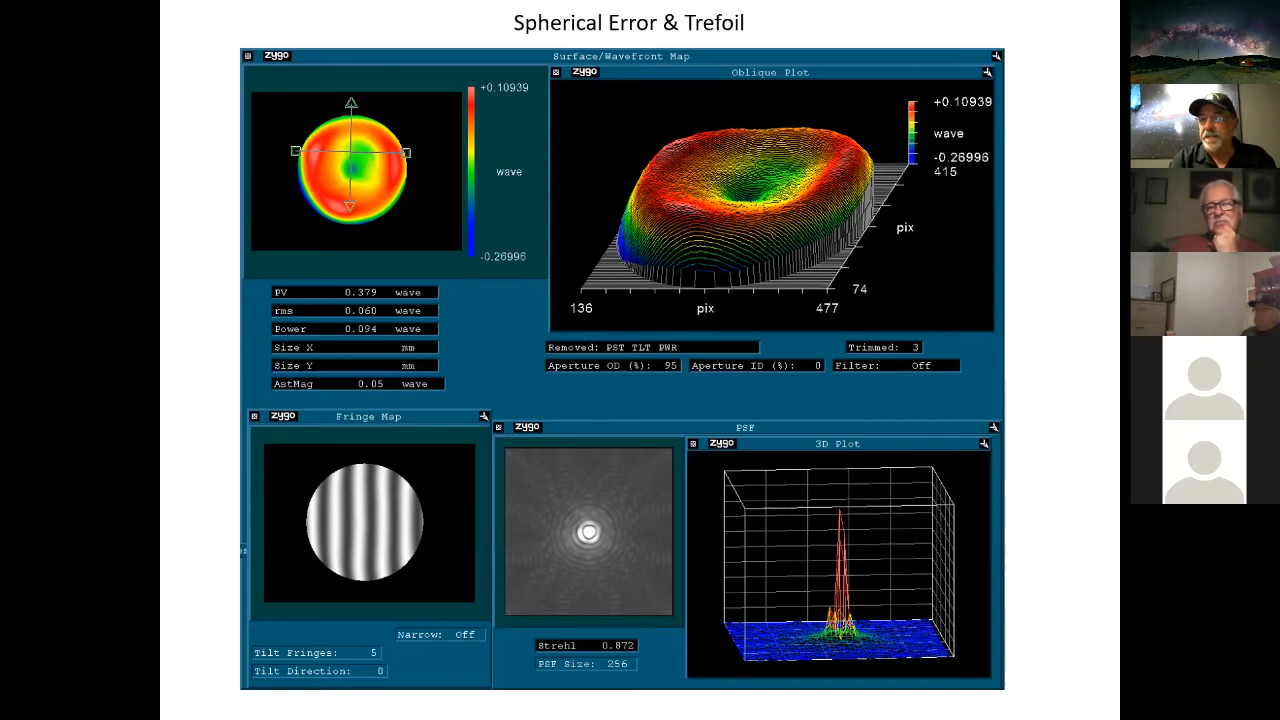 Spherical Error & Trefoil
zygo Surface/Wavefront Map
+0.10939
wave
-0.26996
zygo Oblique Plot
+0.10939
wave
-0.26996
415
pix
74
136 pix 477
PV 0.379 wave
rms 0.060 wave
Power 0.094 wave
Size X mm
Size Y mm
AstMag 0.05 wave
Removed: PST TLT PWR Trimmed: 3
Aperture OD (%): 95 Aperture ID (%): 0 Filter: Off
zygo Fringe Map
Narrow: Off
Tilt Fringes: 5
Tilt Direction: 0
zygo PSF
Strehl 0.872
PSF Size: 256
zygo 3D Plot